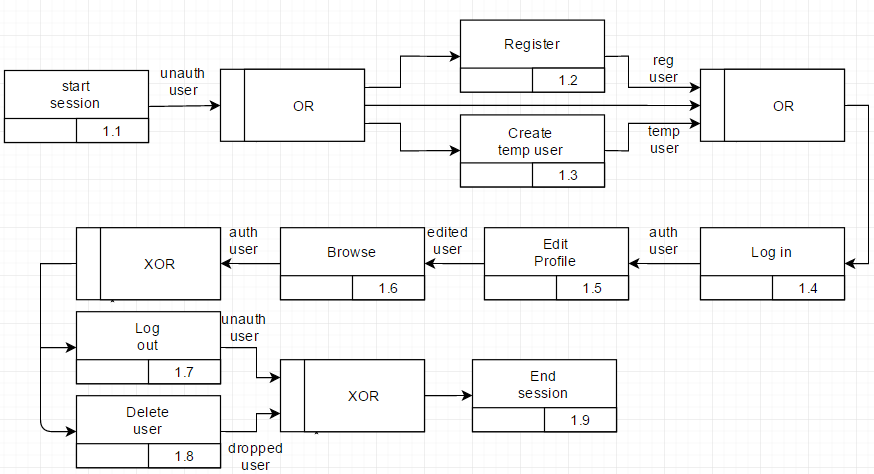 Register
1.2
reg
user
start
session
1.1
unauth
user
OR
OR
Create
temp user
1.3
temp
user
XOR
auth
user
Browse
1.6
edited
user
Edit
Profile
1.5
auth
user
Log in
1.4
Log
out
1.7
unauth
user
XOR
End
session
1.9
Delete
user
1.8
dropped
user